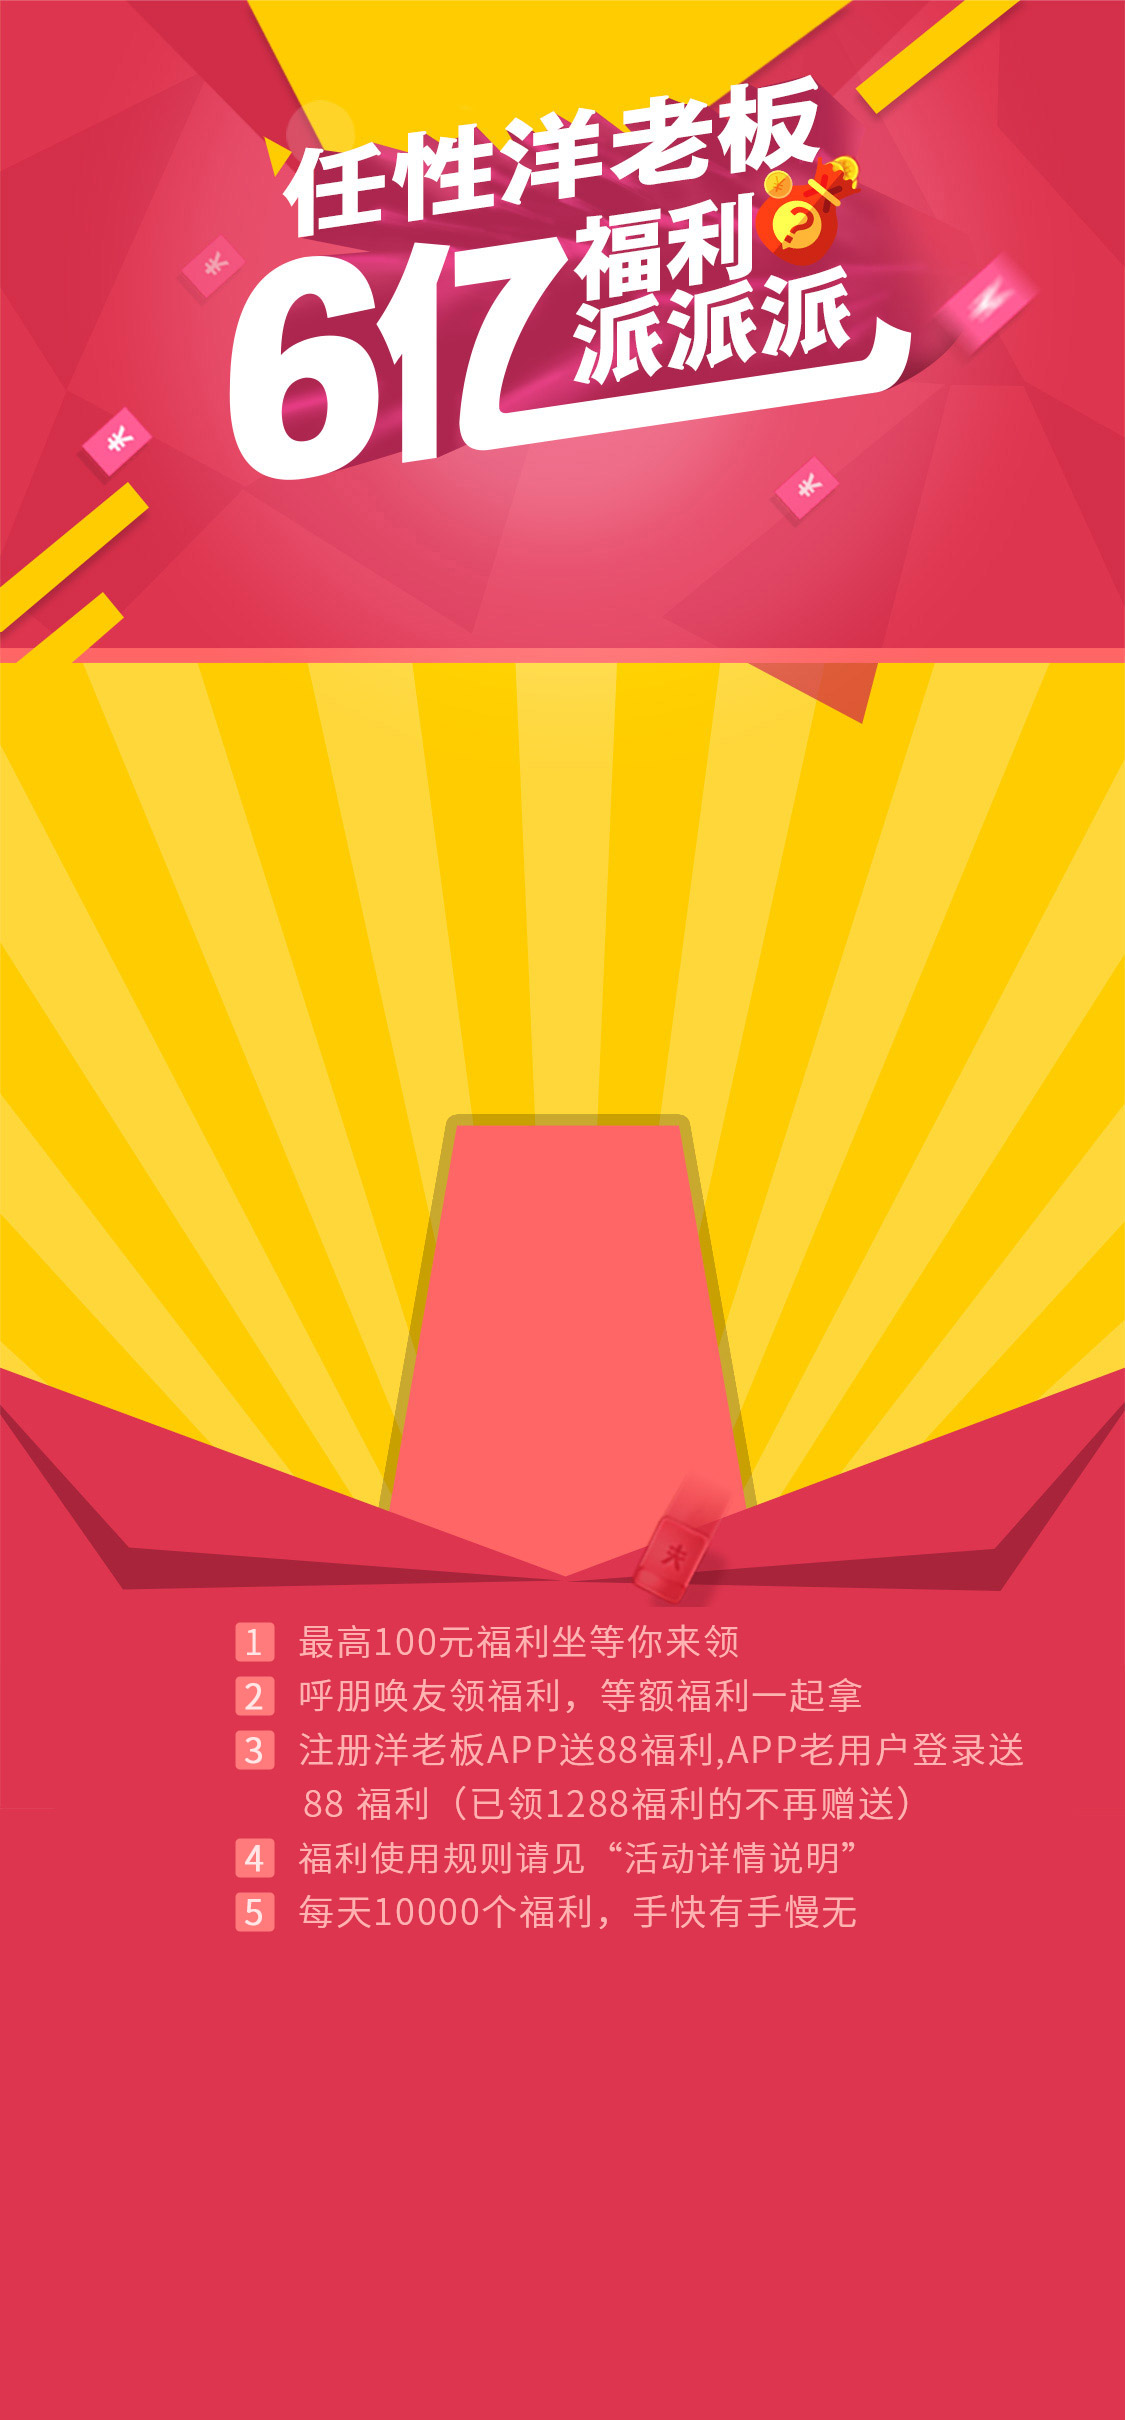 任性洋老板
6亿福利
派派派
1 最高100元福利坐等你来领
2 呼朋唤友领福利，等额福利一起拿
3 注册洋老板APP送88福利,APP老用户登录送
88 福利（已领1288福利的不再赠送）
4 福利使用规则请见“活动详情说明”
5 每天10000个福利，手快有手慢无